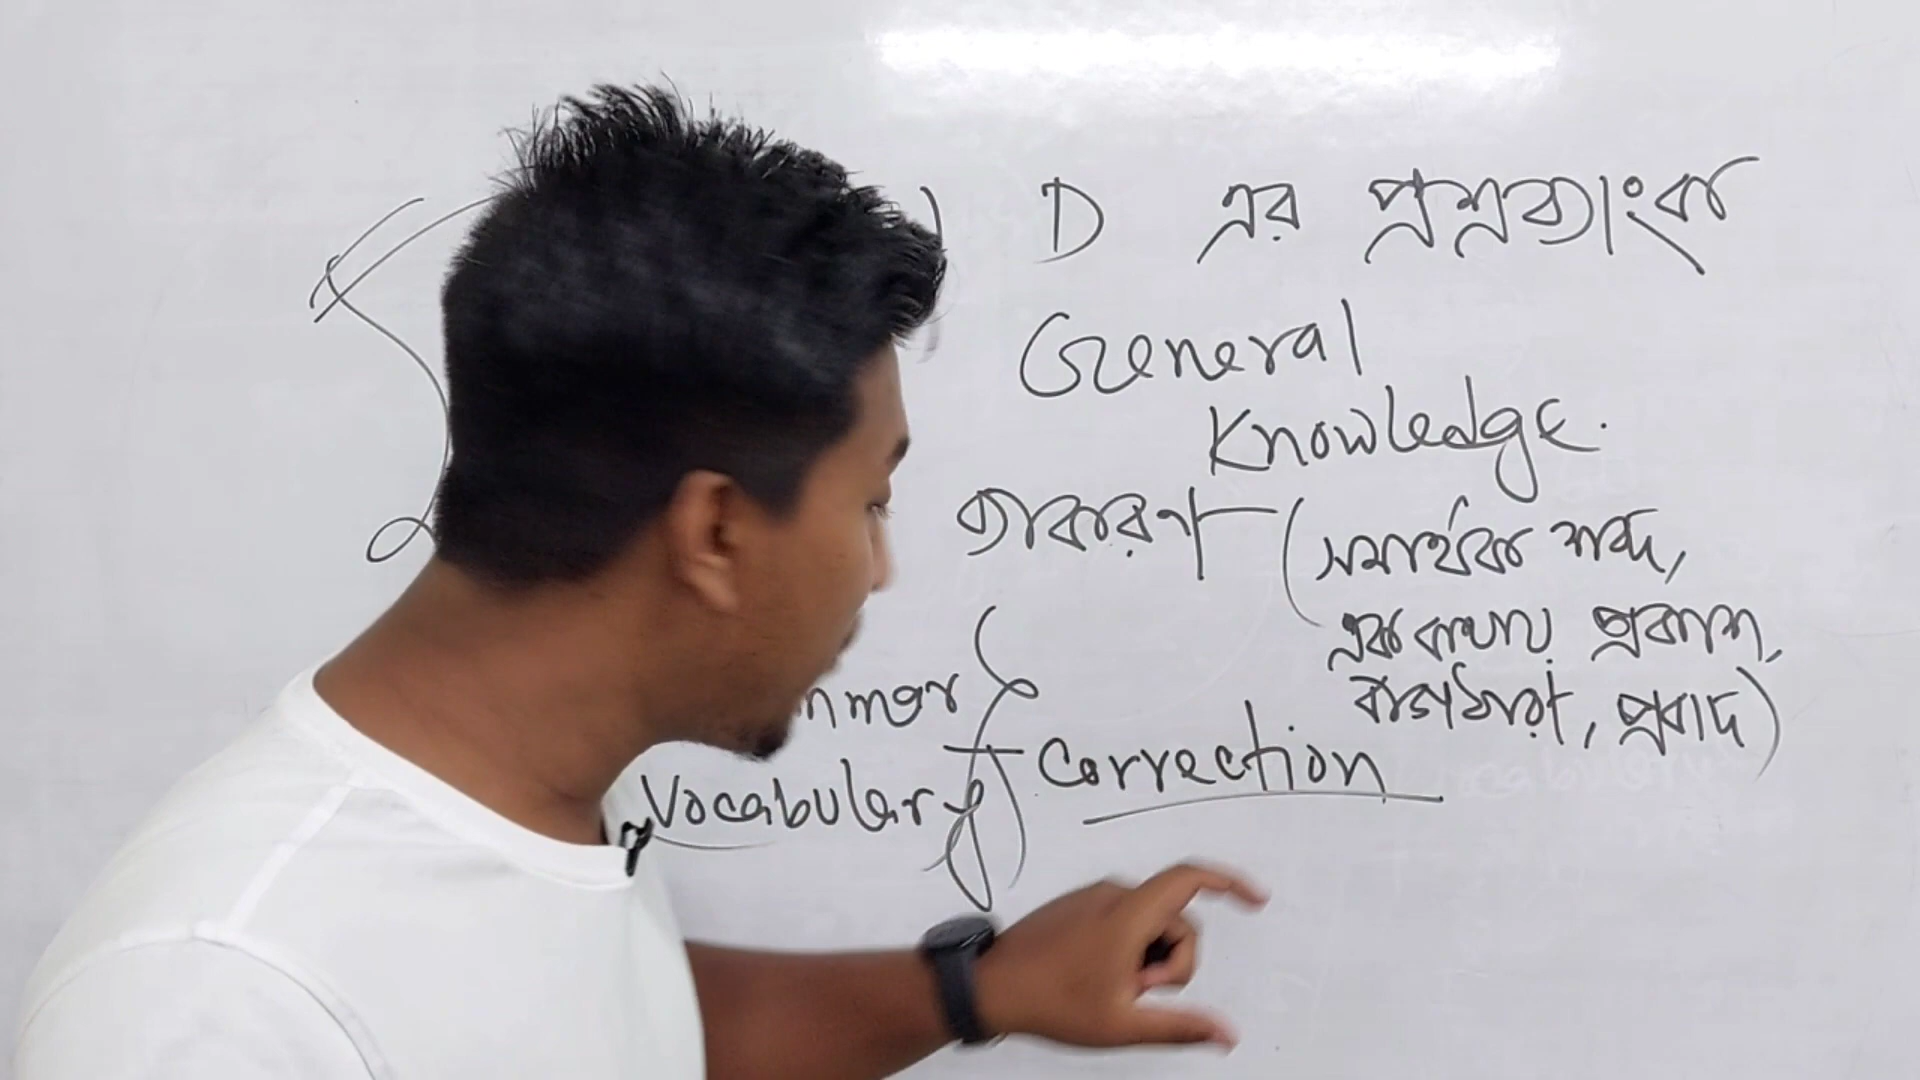 D এর প্রশ্নব্যাংক
General
Knowledge.
ব্যাকরণ – (সমার্থক শব্দ,
এক কথায় প্রকাশ,
বাগধারা, প্রবাদ)
Vocabulary
Correction